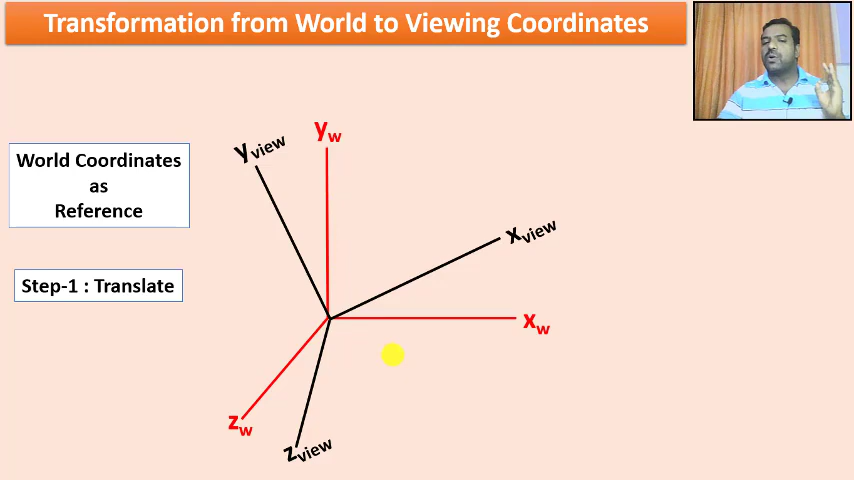 Transformation from World to Viewing Coordinates
World Coordinates
as
Reference
Step-1 : Translate
y_view
y_w
x_view
x_w
z_w
z_view